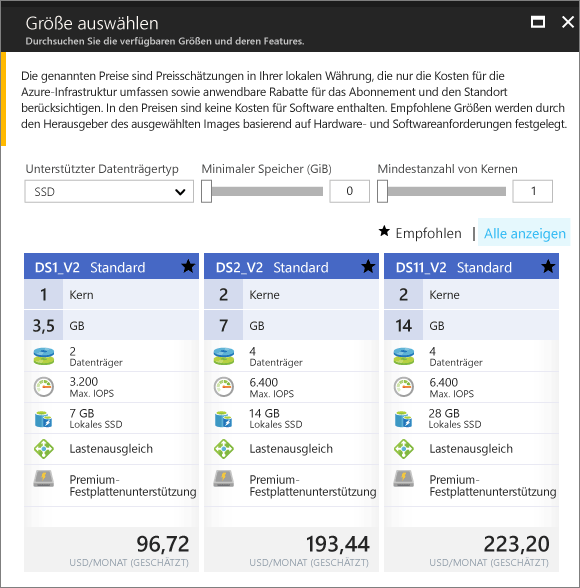 Größe auswählen
Durchsuchen Sie die verfügbaren Größen und deren Features.
Die genannten Preise sind Preisschätzungen in Ihrer lokalen Währung, die nur die Kosten für die
Azure-Infrastruktur umfassen sowie anwendbare Rabatte für das Abonnement und den Standort
berücksichtigen. In den Preisen sind keine Kosten für Software enthalten. Empfohlene Größen werden durch
den Herausgeber des ausgewählten Images basierend auf Hardware- und Softwareanforderungen festgelegt.
Unterstützter Datenträgertyp
SSD
Minimaler Speicher (GiB)
0
Mindestanzahl von Kernen
1
Empfohlen | Alle anzeigen
DS1_V2 Standard
1 Kern
3,5 GB
2
Datenträger
3.200
Max. IOPS
7 GB
Lokales SSD
Lastenausgleich
Premium-
Festplattenunterstützung
96,72
USD/MONAT (GESCHÄTZT)
DS2_V2 Standard
2 Kerne
7 GB
4
Datenträger
6.400
Max. IOPS
14 GB
Lokales SSD
Lastenausgleich
Premium-
Festplattenunterstützung
193,44
USD/MONAT (GESCHÄTZT)
DS11_V2 Standard
2 Kerne
14 GB
4
Datenträger
6.400
Max. IOPS
28 GB
Lokales SSD
Lastenausgleich
Premium-
Festplattenunterstützung
223,20
USD/MONAT (GESCHÄTZT)